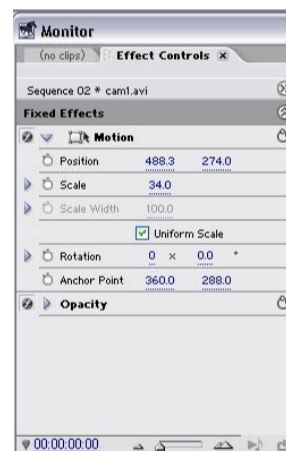 Monitor
(no clips) Effect Controls
Sequence 02 * cam1.avi
Fixed Effects
Motion
Position 488.3 274.0
Scale 34.0
Scale Width 100.0
Uniform Scale
Rotation 0 x 0.0 °
Anchor Point 360.0 288.0
Opacity
00:00:00:00